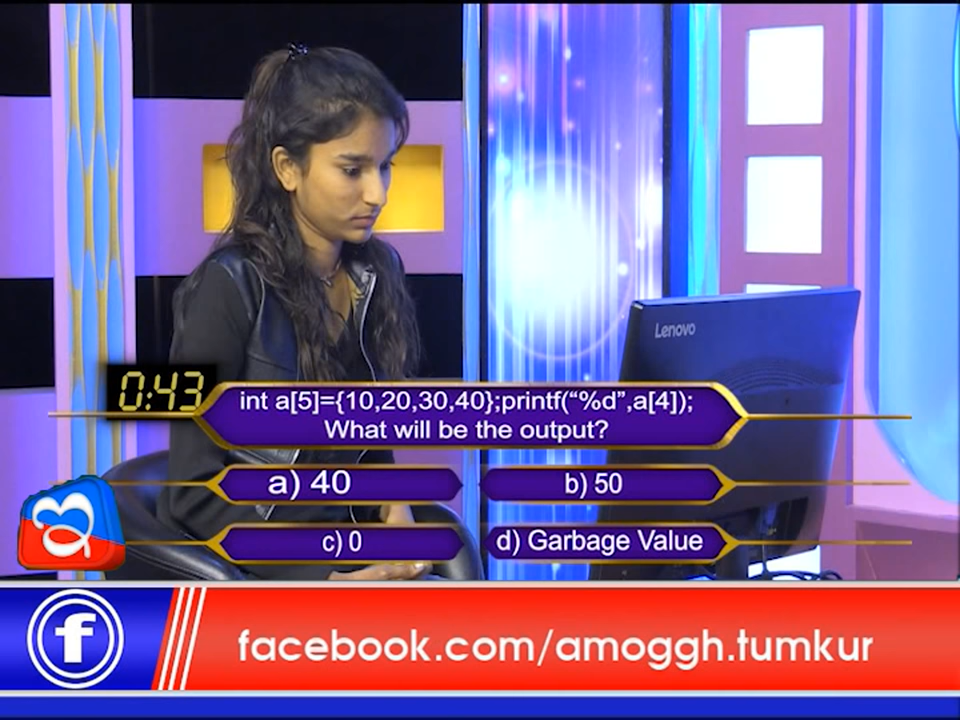 Lenovo
0:43
int a[5]={10,20,30,40};printf(“%d”,a[4]);
What will be the output?
a) 40
b) 50
c) 0
d) Garbage Value
ಅ
f
facebook.com/amoggh.tumkur